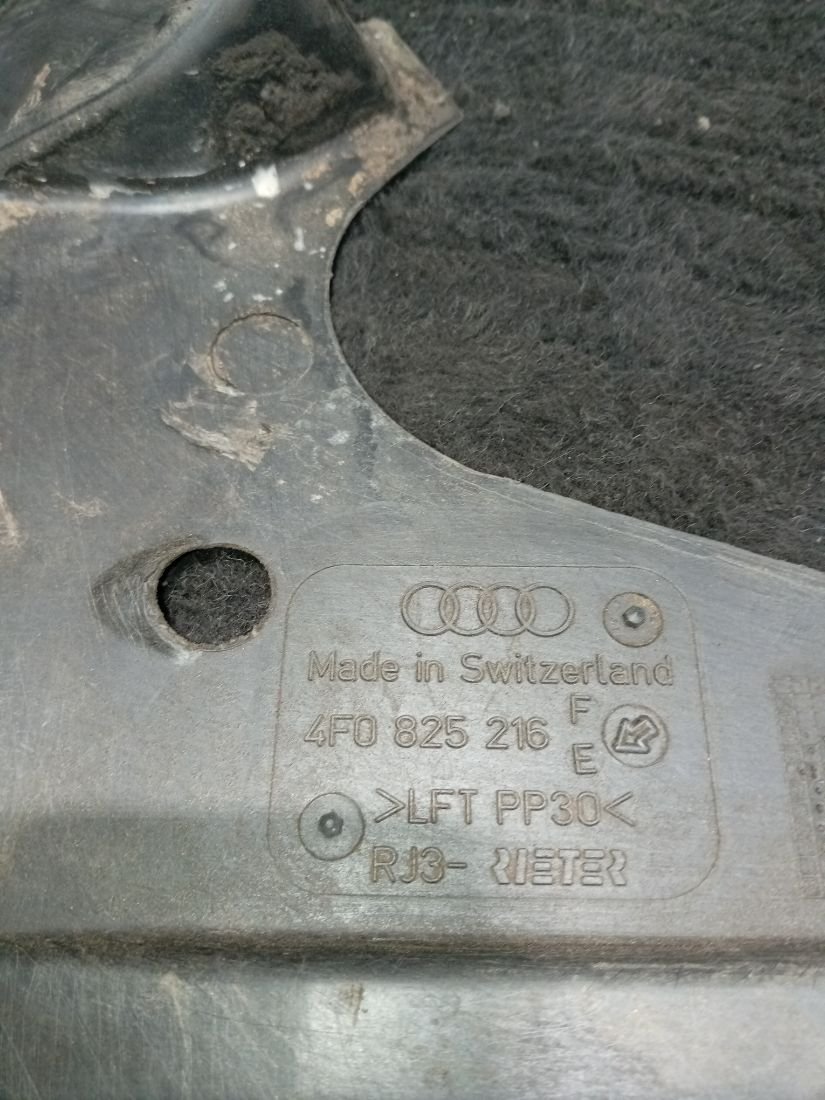 Made in Switzerland
4F0 825 216 F
E
>LFT PP30<
RJ3- RIETER